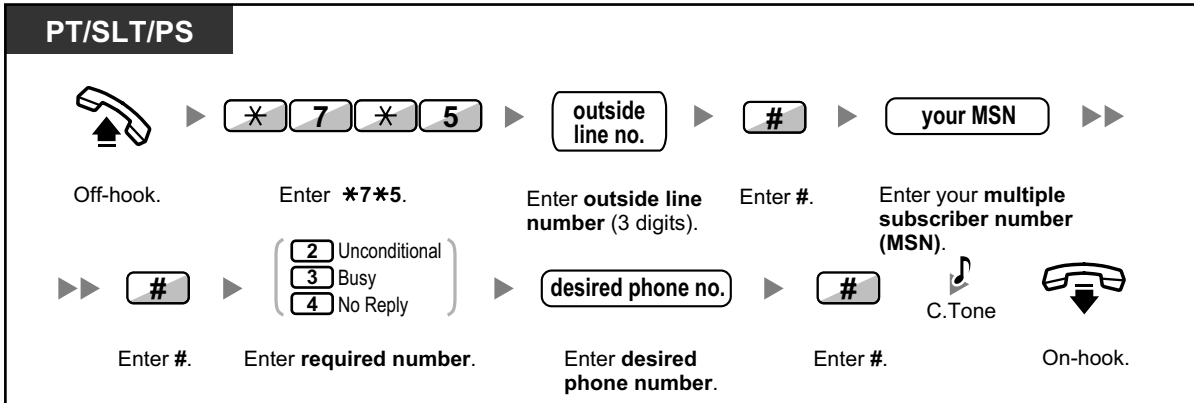 PT/SLT/PS
✳ 7 ✳ 5
outside
line no.
#
your MSN
Off-hook.
Enter ✳7✳5.
Enter outside line
number (3 digits).
Enter #.
Enter your multiple
subscriber number
(MSN).
#
2 Unconditional
3 Busy
4 No Reply
desired phone no.
#
C.Tone
Enter #.
Enter required number.
Enter desired
phone number.
Enter #.
On-hook.